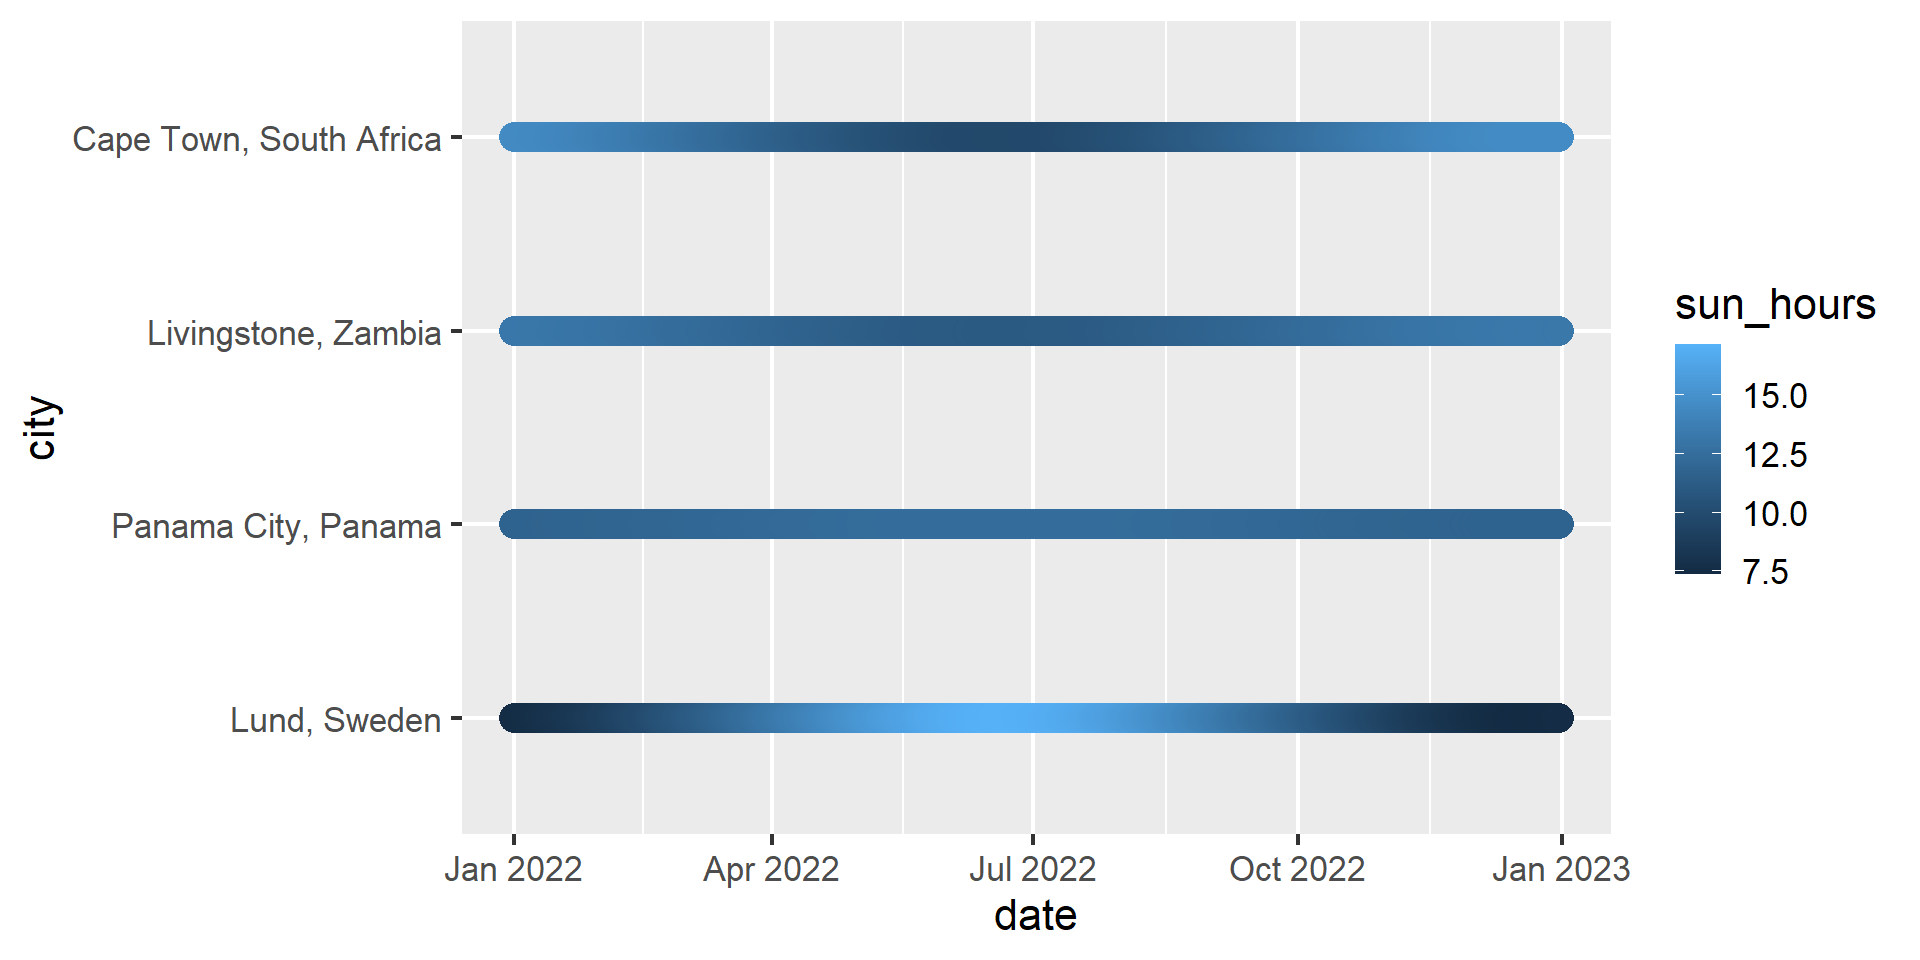 Cape Town, South Africa
Livingstone, Zambia
Panama City, Panama
Lund, Sweden
city
Jan 2022 Apr 2022 Jul 2022 Oct 2022 Jan 2023
date
sun_hours
15.0
12.5
10.0
7.5